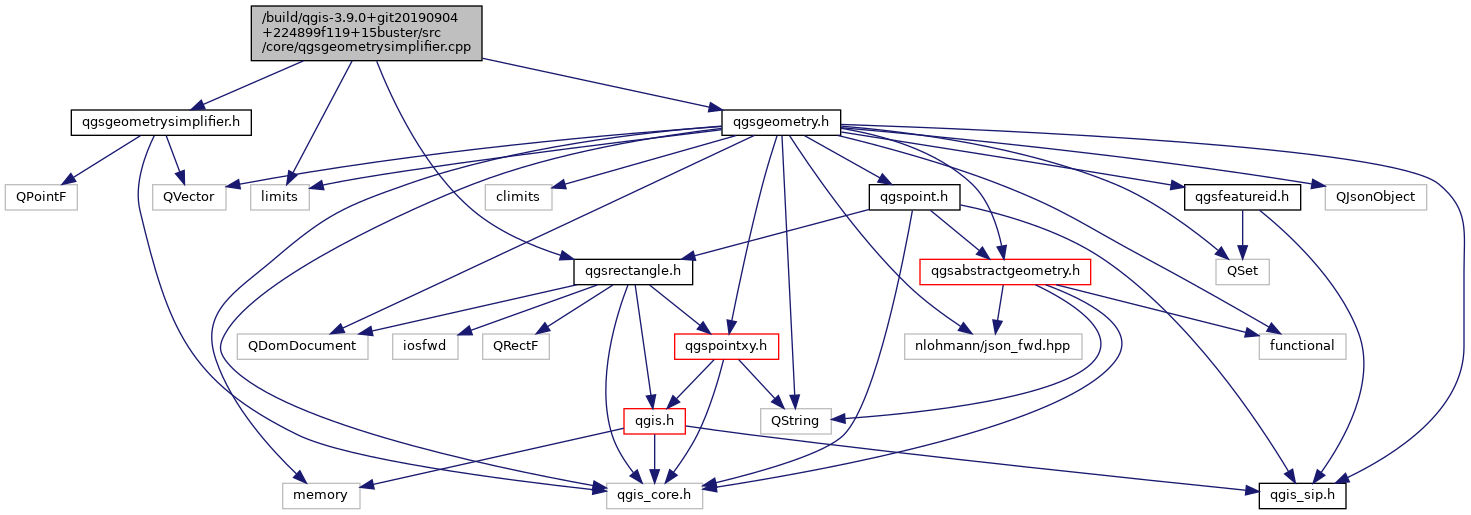 /build/qgis-3.9.0+git20190904
+224899f119+15buster/src
/core/qgsgeometrysimplifier.cpp
qgsgeometrysimplifier.h
qgsgeometry.h
QPointF
QVector
limits
climits
qgspoint.h
qgsfeatureid.h
QJsonObject
qgsrectangle.h
qgsabstractgeometry.h
QSet
QDomDocument
iosfwd
QRectF
qgspointxy.h
nlohmann/json_fwd.hpp
functional
qgis.h
QString
memory
qgis_core.h
qgis_sip.h